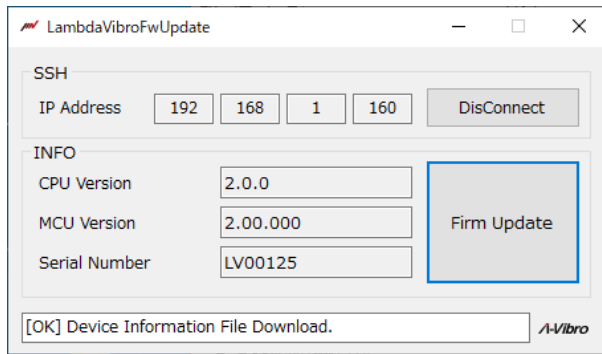 LambdaVibroFwUpdate
SSH
IP Address 192 168 1 160 DisConnect
INFO
CPU Version 2.0.0
MCU Version 2.00.000 Firm Update
Serial Number LV00125
[OK] Device Information File Download. Λ-Vibro